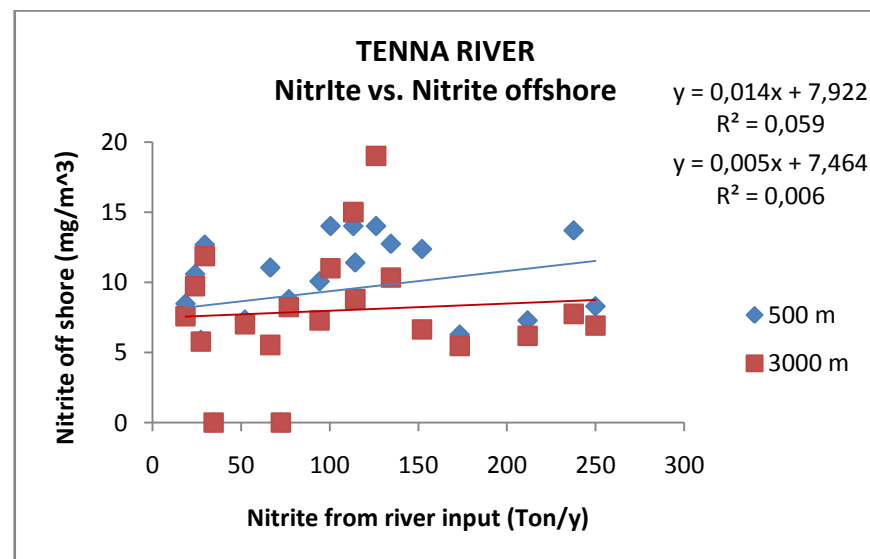 TENNA RIVER
NitrIte vs. Nitrite offshore
y = 0,014x + 7,922
R² = 0,059
y = 0,005x + 7,464
R² = 0,006
Nitrite off shore (mg/m^3)
20
15
10
5
0
0 50 100 150 200 250 300
Nitrite from river input (Ton/y)
500 m
3000 m